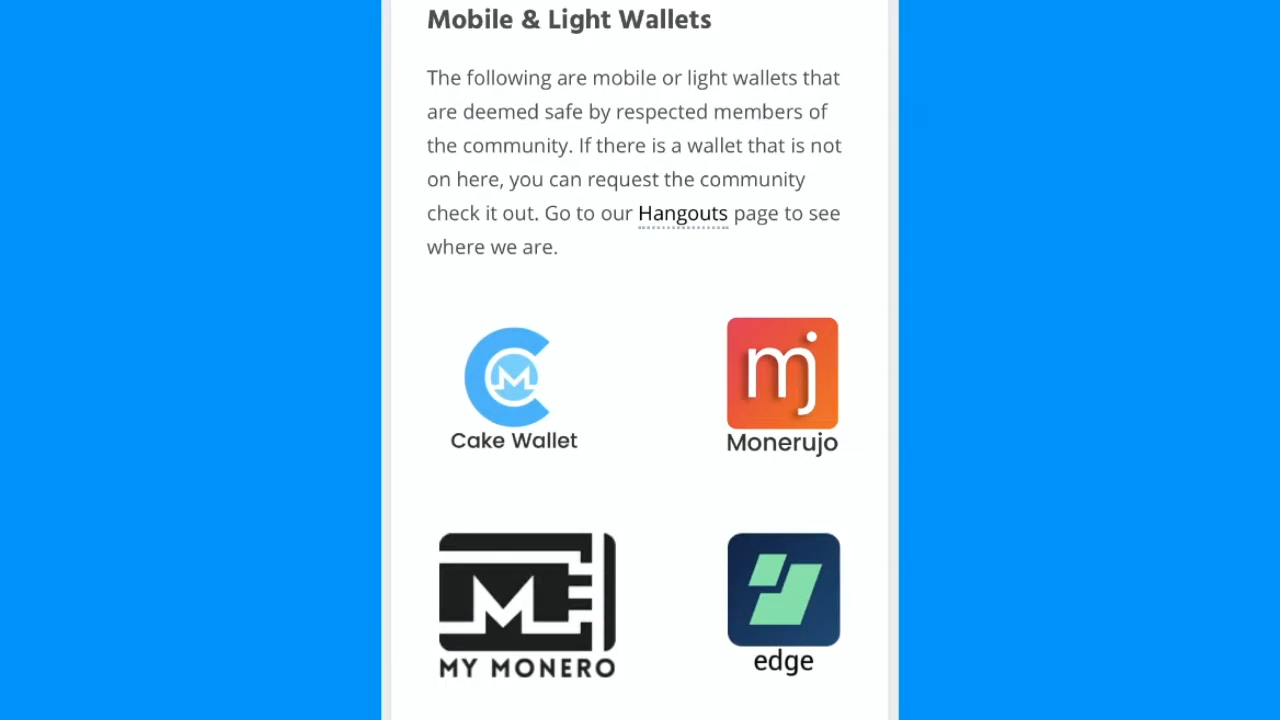 Mobile & Light Wallets
The following are mobile or light wallets that
are deemed safe by respected members of
the community. If there is a wallet that is not
on here, you can request the community
check it out. Go to our Hangouts page to see
where we are.
mj
Cake Wallet
Monerujo
MY MONERO
edge